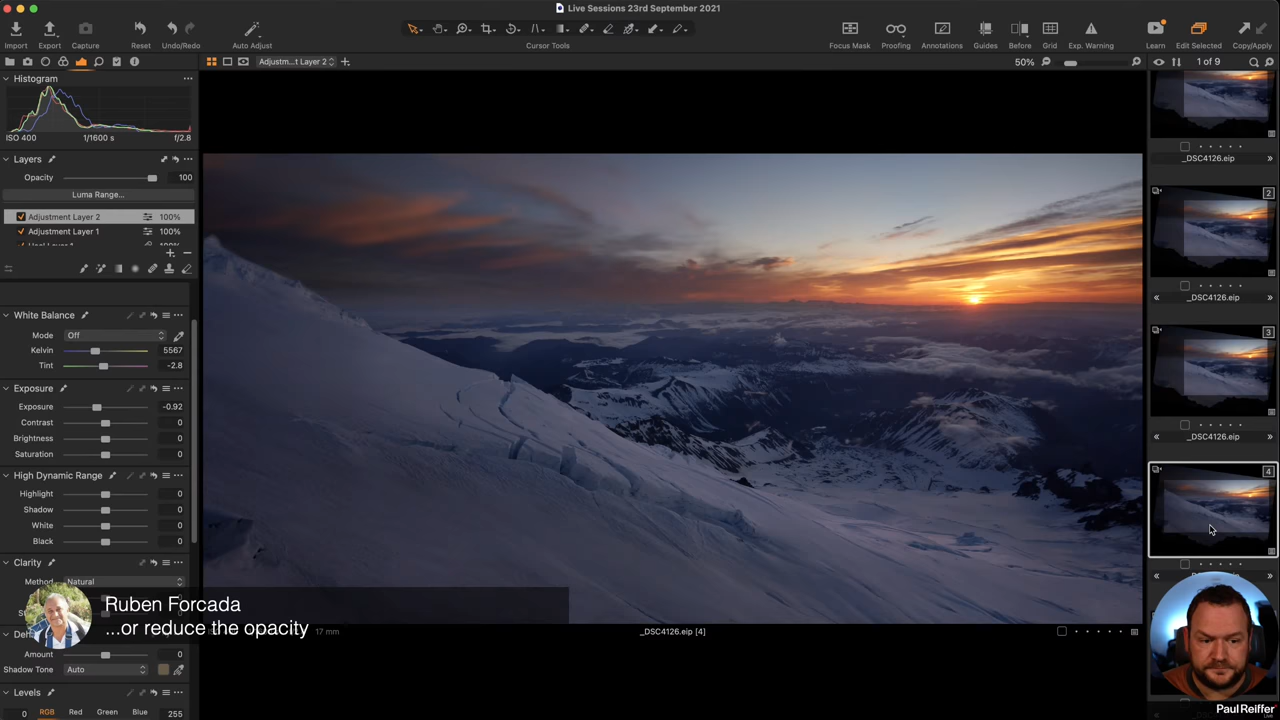 Live Sessions 23rd September 2021
Import Export Capture Reset Undo/Redo Auto Adjust Cursor Tools Focus Mask Proofing Annotations Guides Before Grid Exp. Warning Learn Edit Selected Copy/Apply
Adjustm...t Layer 2
50%
1 of 9
Histogram
ISO 400 1/1600 s f/2.8
Layers
Opacity 100
Luma Range...
Adjustment Layer 2 100%
Adjustment Layer 1 100%
White Balance
Mode Off
Kelvin 5567
Tint -2.8
Exposure
Exposure -0.92
Contrast 0
Brightness 0
Saturation 0
High Dynamic Range
Highlight 0
Shadow 0
White 0
Black 0
Clarity
Method Natural
Ruben Forcada
...or reduce the opacity
17 mm
_DSC4126.eip [4]
Amount 0
Shadow Tone Auto
Levels
0 RGB Red Green Blue 255
_DSC4126.eip
2
_DSC4126.eip
3
_DSC4126.eip
4
Paul Reiffer
Live